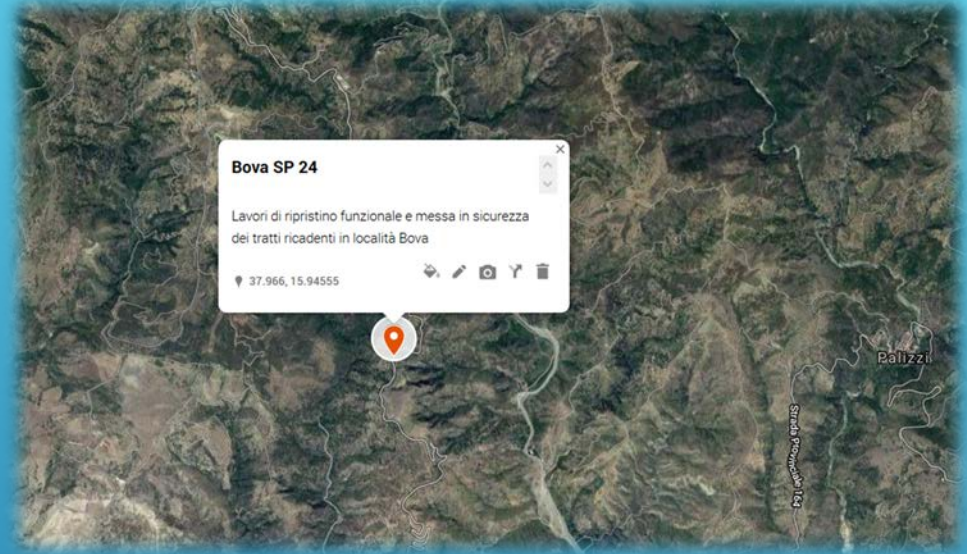 Bova SP 24
Lavori di ripristino funzionale e messa in sicurezza
dei tratti ricadenti in località Bova
37.966, 15.94555
Palizzi
Strada Provinciale 164